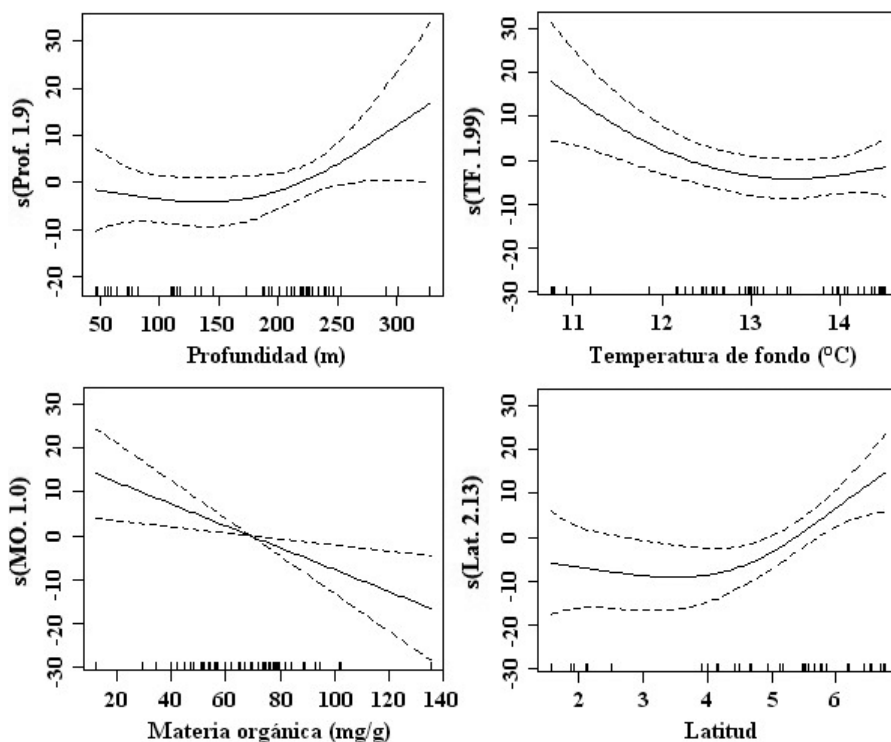 s(Prof. 1.9)
30
20
10
0
-10
-20
50 100 150 200 250 300
Profundidad (m)
s(TF. 1.99)
30
20
10
0
-10
-20
-30
11 12 13 14
Temperatura de fondo (°C)
s(MO. 1.0)
30
20
10
0
-10
-20
-30
20 40 60 80 100 120 140
Materia orgánica (mg/g)
s(Lat. 2.13)
30
20
10
0
-10
-20
-30
2 3 4 5 6
Latitud